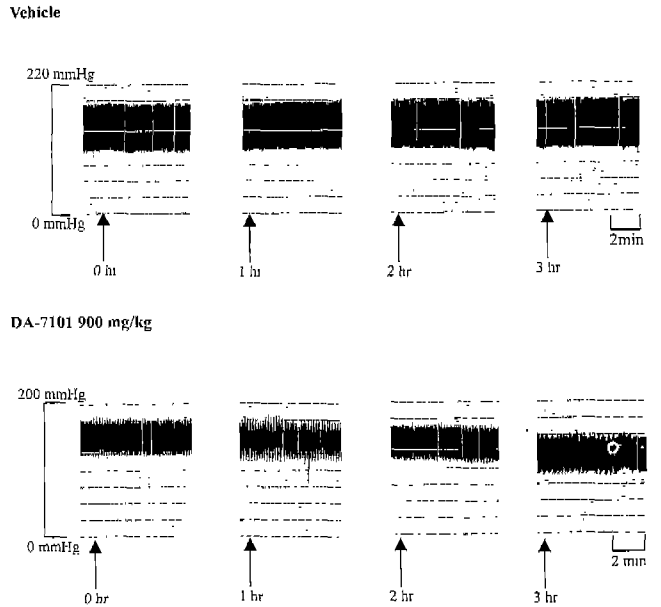 Vehicle
220 mmHg
0 mmHg
2min
0 hr
1 hr
2 hr
3 hr
DA-7101 900 mg/kg
200 mmHg
0 mmHg
2 min
0 hr
1 hr
2 hr
3 hr